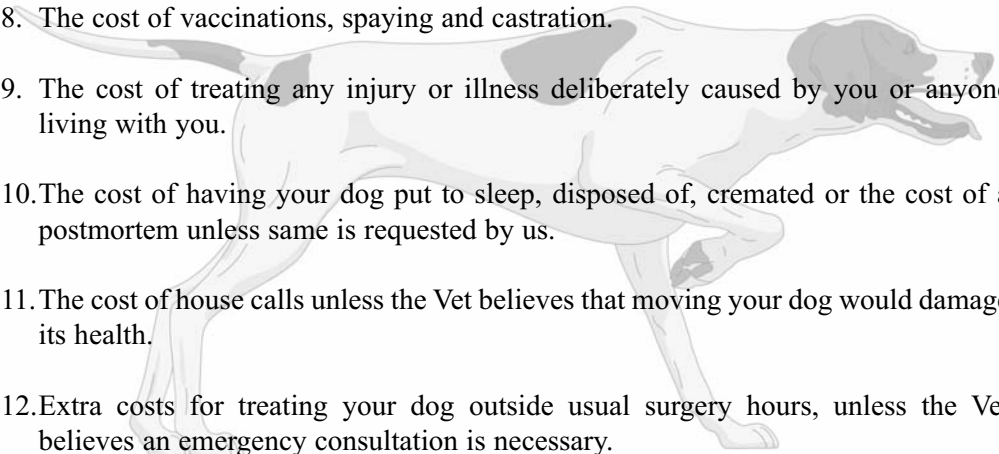 8. The cost of vaccinations, spaying and castration.
9. The cost of treating any injury or illness deliberately caused by you or anyone
living with you.
10.The cost of having your dog put to sleep, disposed of, cremated or the cost of a
postmortem unless same is requested by us.
11.The cost of house calls unless the Vet believes that moving your dog would damage
its health.
12.Extra costs for treating your dog outside usual surgery hours, unless the Vet
believes an emergency consultation is necessary.